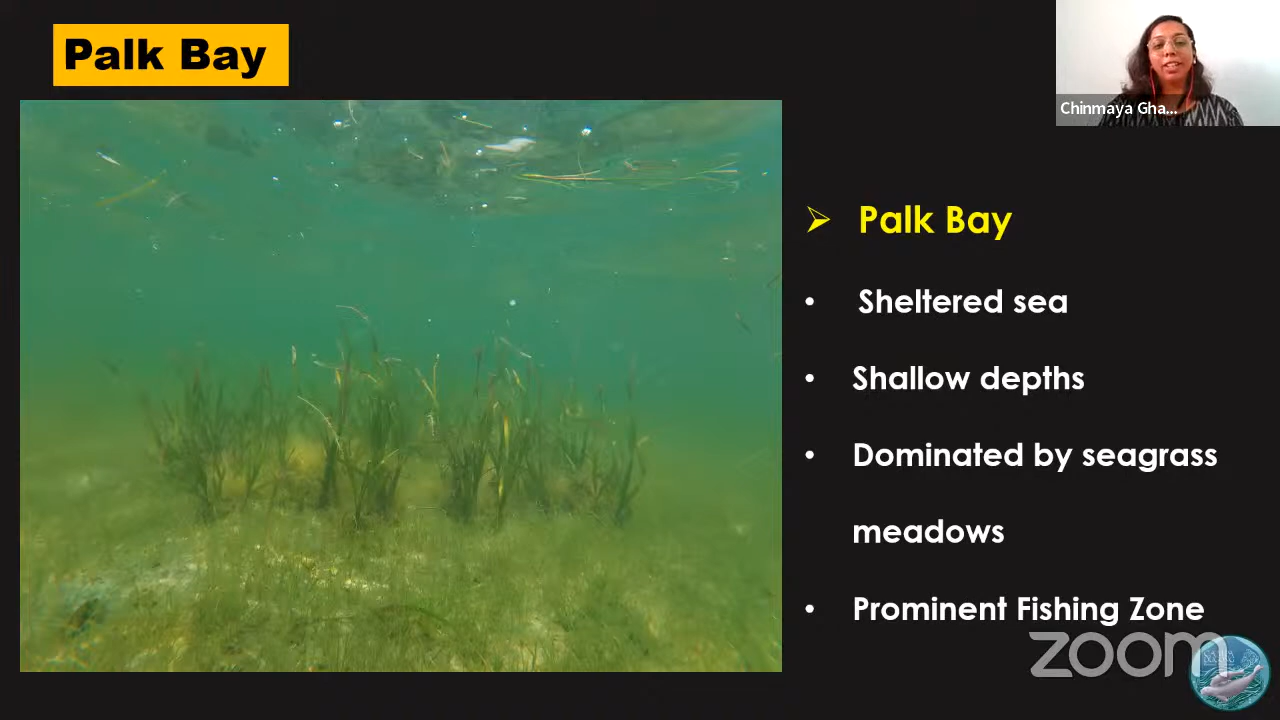 Palk Bay
Chinmaya Gha...
➢ Palk Bay
• Sheltered sea
• Shallow depths
• Dominated by seagrass
meadows
• Prominent Fishing Zone
zoom